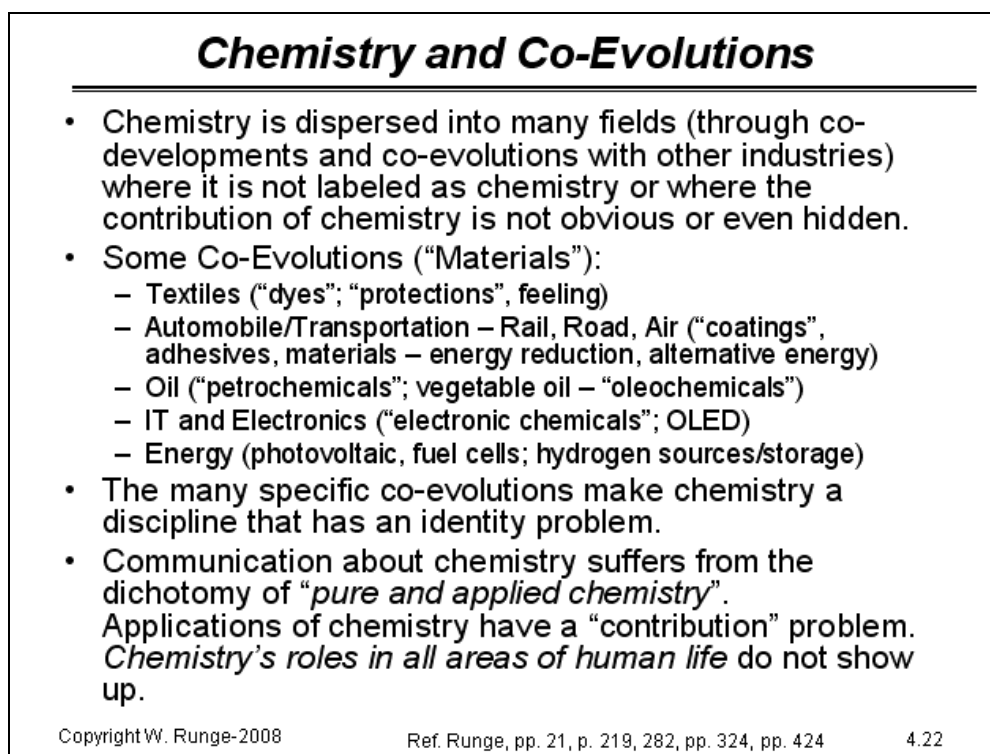 Chemistry and Co-Evolutions
• Chemistry is dispersed into many fields (through co-
developments and co-evolutions with other industries)
where it is not labeled as chemistry or where the
contribution of chemistry is not obvious or even hidden.
• Some Co-Evolutions (“Materials”):
– Textiles (“dyes”; “protections”, feeling)
– Automobile/Transportation – Rail, Road, Air (“coatings”,
adhesives, materials – energy reduction, alternative energy)
– Oil (“petrochemicals”; vegetable oil – “oleochemicals”)
– IT and Electronics (“electronic chemicals”; OLED)
– Energy (photovoltaic, fuel cells; hydrogen sources/storage)
• The many specific co-evolutions make chemistry a
discipline that has an identity problem.
• Communication about chemistry suffers from the
dichotomy of “pure and applied chemistry”.
Applications of chemistry have a “contribution” problem.
Chemistry’s roles in all areas of human life do not show
up.
Copyright W. Runge-2008 Ref. Runge, pp. 21, p. 219, 282, pp. 324, pp. 424 4.22